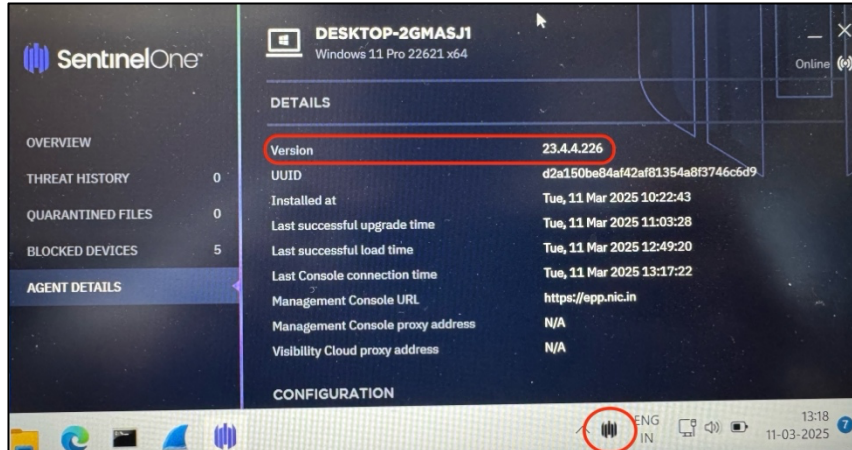 SentinelOne™
OVERVIEW
THREAT HISTORY 0
QUARANTINED FILES 0
BLOCKED DEVICES 5
AGENT DETAILS
DESKTOP-2GMASJ1
Windows 11 Pro 22621 x64
Online
DETAILS
Version 23.4.4.226
UUID d2a150be84af42af81354a8f3746c6d9
Installed at Tue, 11 Mar 2025 10:22:43
Last successful upgrade time Tue, 11 Mar 2025 11:03:28
Last successful load time Tue, 11 Mar 2025 12:49:20
Last Console connection time Tue, 11 Mar 2025 13:17:22
Management Console URL https://epp.nic.in
Management Console proxy address N/A
Visibility Cloud proxy address N/A
CONFIGURATION
ENG
IN
13:18
11-03-2025
7